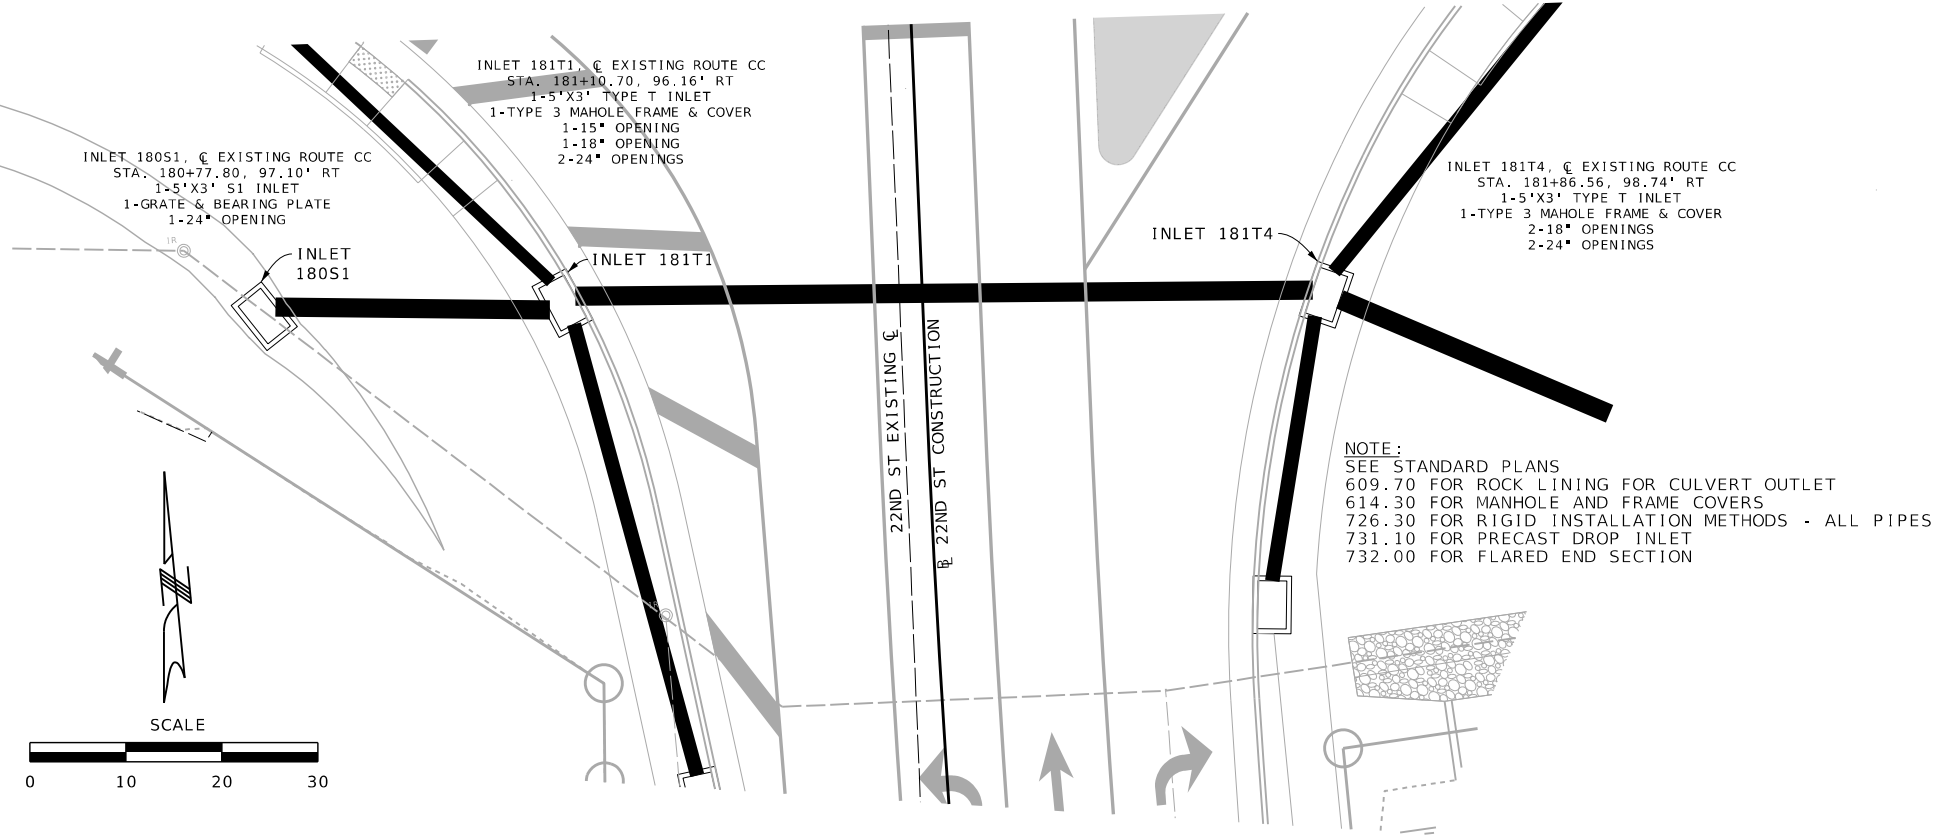 INLET 181T1, ℄ EXISTING ROUTE CC
STA. 181+10.70, 96.16' RT
1-5'X3' TYPE T INLET
1-TYPE 3 MAHOLE FRAME & COVER
1-15" OPENING
1-18" OPENING
2-24" OPENINGS
INLET 180S1, ℄ EXISTING ROUTE CC
STA. 180+77.80, 97.10' RT
1-5'X3' S1 INLET
1-GRATE & BEARING PLATE
1-24" OPENING
INLET 181T4, ℄ EXISTING ROUTE CC
STA. 181+86.56, 98.74' RT
1-5'X3' TYPE T INLET
1-TYPE 3 MAHOLE FRAME & COVER
2-18" OPENINGS
2-24" OPENINGS
IR
INLET
180S1
INLET 181T1
INLET 181T4
22ND ST EXISTING ℄
22ND ST CONSTRUCTION
NOTE:
SEE STANDARD PLANS
609.70 FOR ROCK LINING FOR CULVERT OUTLET
614.30 FOR MANHOLE AND FRAME COVERS
726.30 FOR RIGID INSTALLATION METHODS - ALL PIPES
731.10 FOR PRECAST DROP INLET
732.00 FOR FLARED END SECTION
IR
SCALE
0 10 20 30